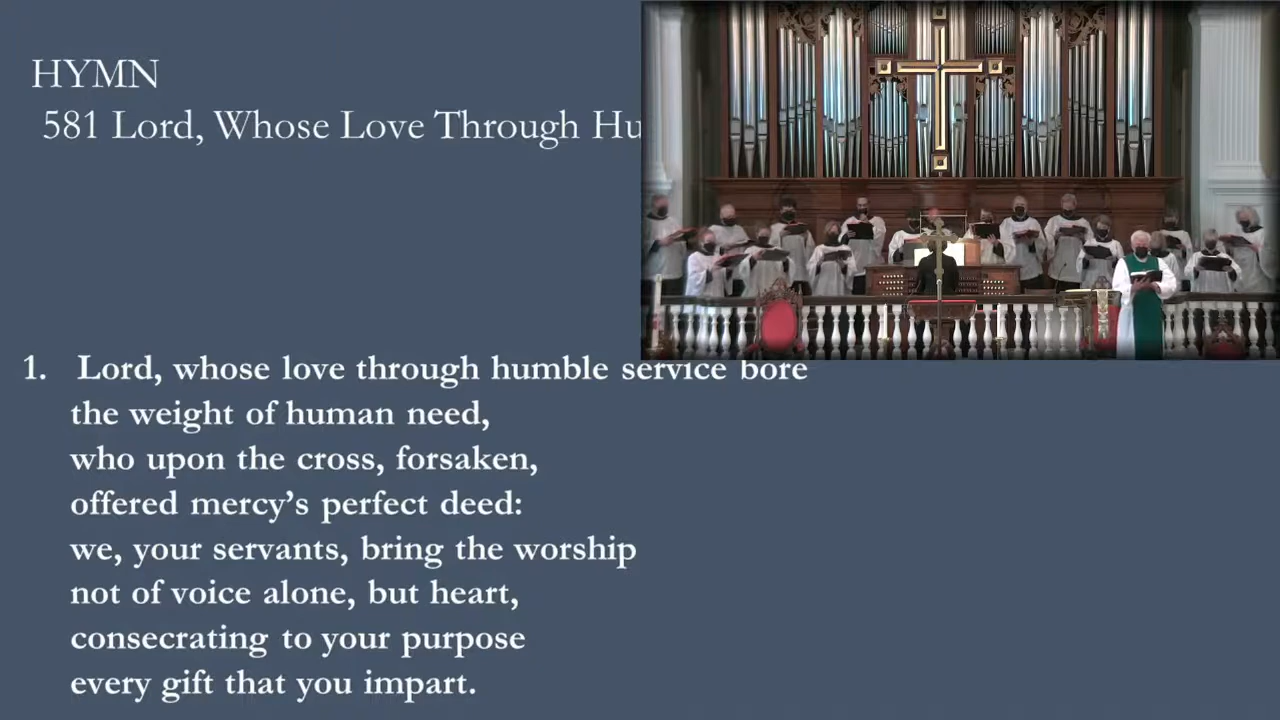 HYMN
581 Lord, Whose Love Through Hu
1. Lord, whose love through humble service bore
the weight of human need,
who upon the cross, forsaken,
offered mercy’s perfect deed:
we, your servants, bring the worship
not of voice alone, but heart,
consecrating to your purpose
every gift that you impart.